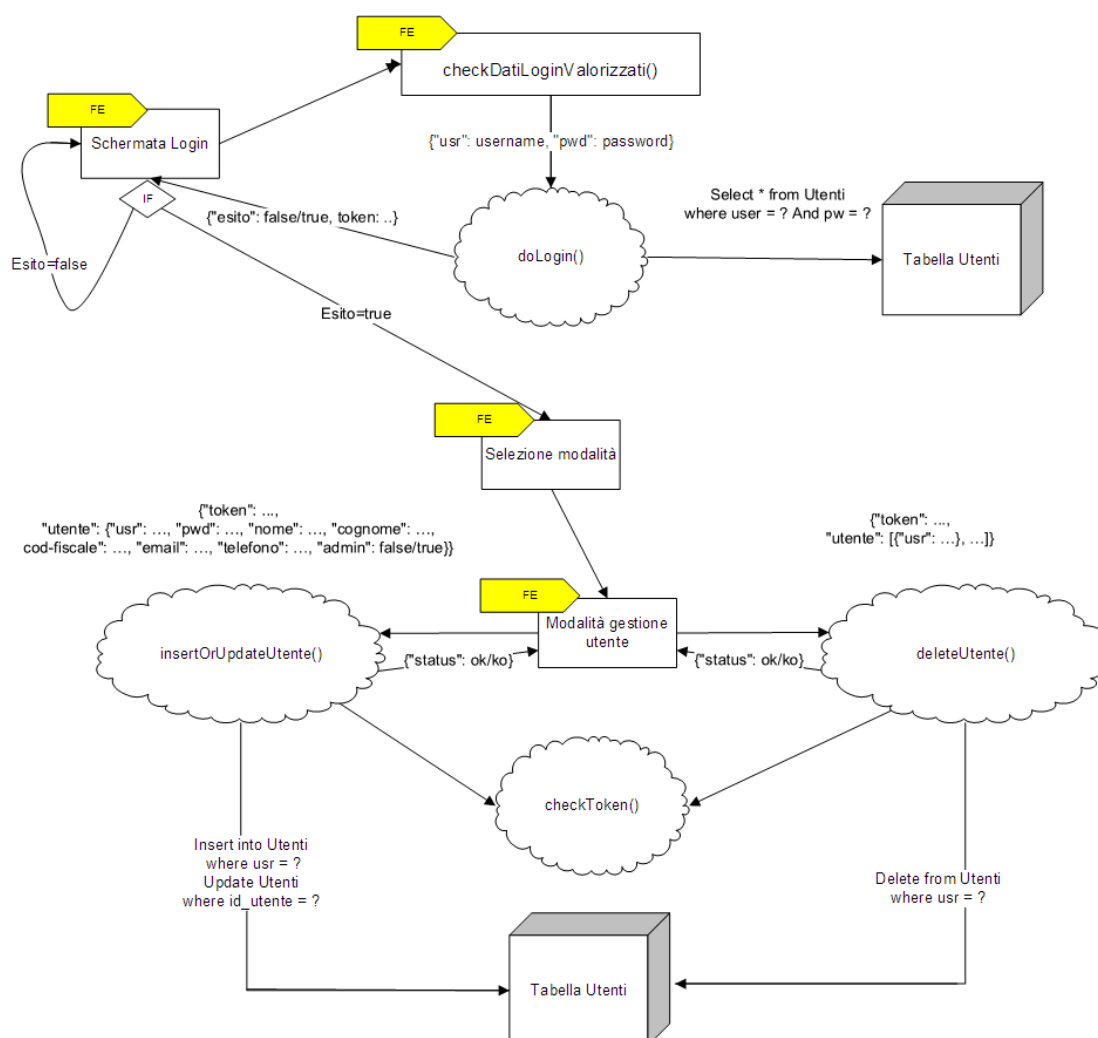 FE
checkDatiLoginValorizzati()
FE
Schermata Login
{"usr": username, "pwd": password}
IF
{"esito": false/true, token: ..}
Select * from Utenti
where user = ? And pw = ?
doLogin()
Tabella Utenti
Esito=false
Esito=true
FE
Selezione modalità
{"token": ...,
"utente": {"usr": ..., "pwd": ..., "nome": ..., "cognome": ...,
cod-fiscale": ..., "email": ..., "telefono": ..., "admin": false/true}}
{"token": ...,
"utente": [{"usr": ...}, ...]}
FE
Modalità gestione
utente
insertOrUpdateUtente()
{"status": ok/ko}
{"status": ok/ko}
deleteUtente()
checkToken()
Insert into Utenti
where usr = ?
Update Utenti
where id_utente = ?
Delete from Utenti
where usr = ?
Tabella Utenti